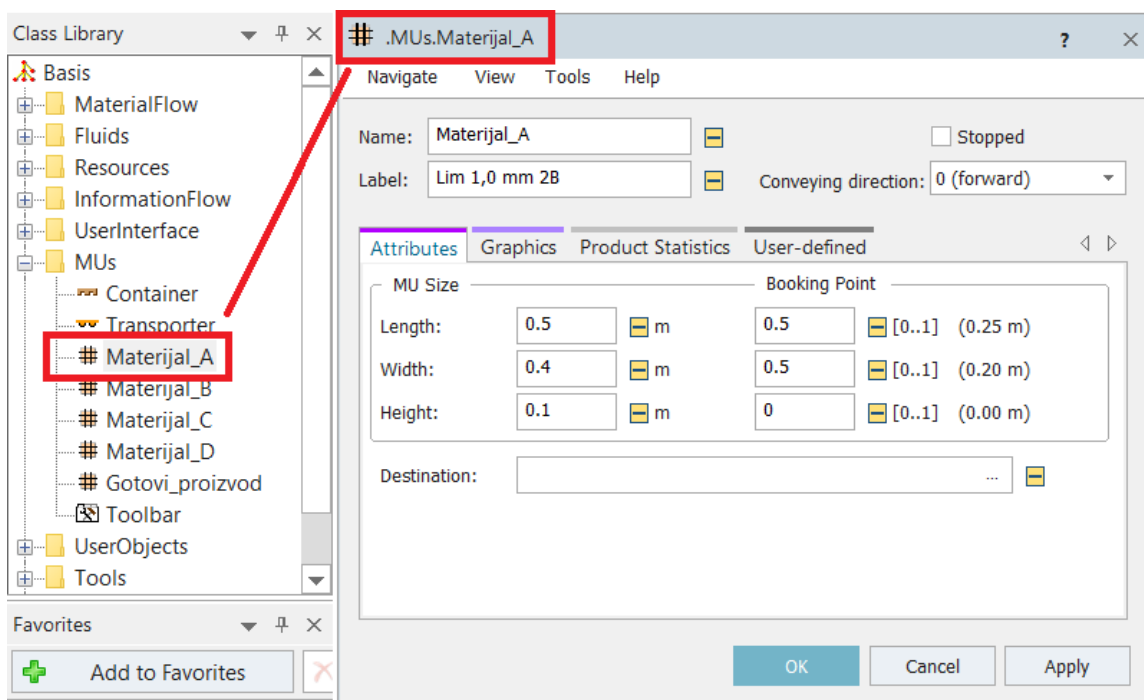 Class Library
Basis
MaterialFlow
Fluids
Resources
InformationFlow
UserInterface
MUs
Container
Transporter
Materijal_A
Materijal_B
Materijal_C
Materijal_D
Gotovi_proizvod
Toolbar
UserObjects
Tools
Favorites
Add to Favorites
.MUs.Materijal_A ?
Navigate View Tools Help
Name: Materijal_A Stopped
Label: Lim 1,0 mm 2B Conveying direction: 0 (forward)
Attributes Graphics Product Statistics User-defined
MU Size Booking Point
Length: 0.5 m 0.5 [0..1] (0.25 m)
Width: 0.4 m 0.5 [0..1] (0.20 m)
Height: 0.1 m 0 [0..1] (0.00 m)
Destination: ...
OK Cancel Apply